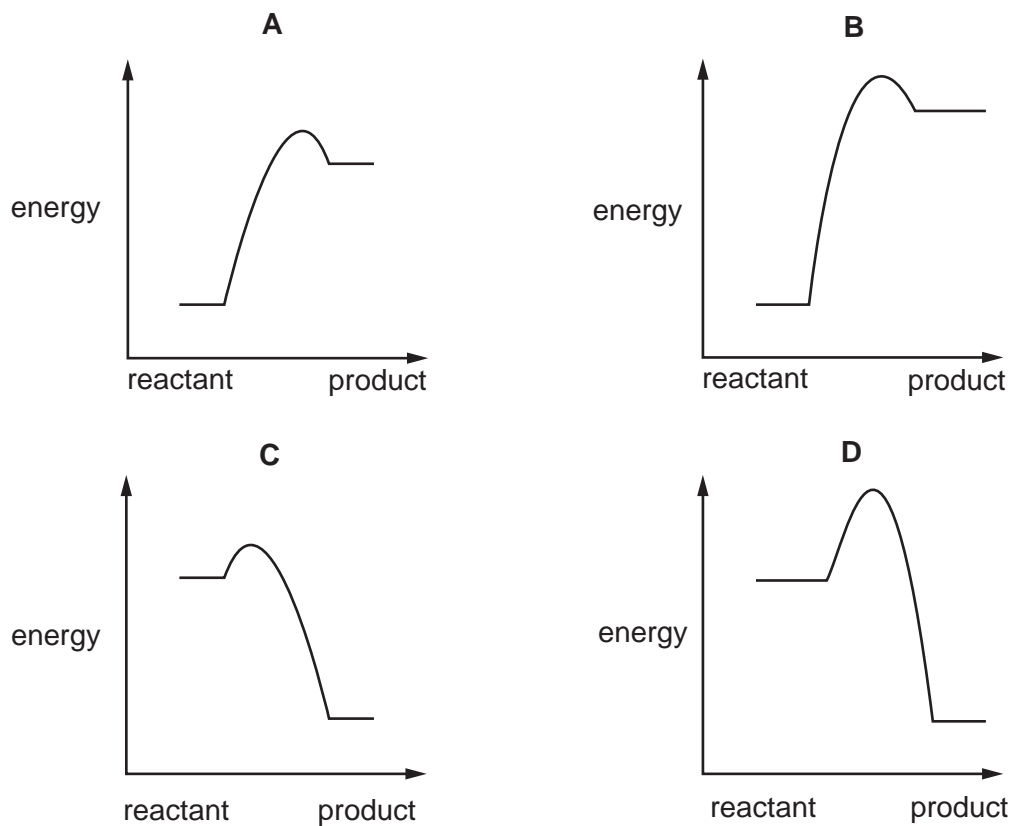 A
energy
reactant product
B
energy
reactant product
C
energy
reactant product
D
energy
reactant product